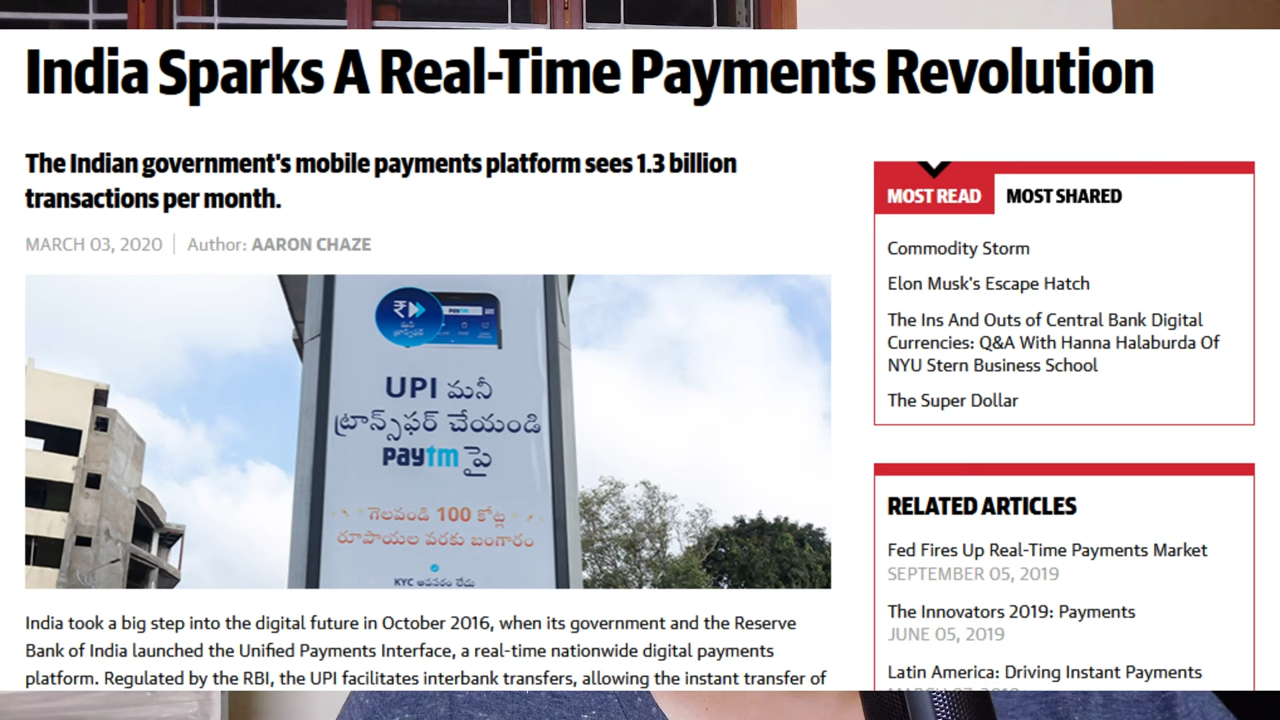 India Sparks A Real-Time Payments Revolution
The Indian government's mobile payments platform sees 1.3 billion
transactions per month.
MARCH 03, 2020 | Author: AARON CHAZE
₹
మనీ
ట్రాన్స్‌ఫర్
paytm
UPI మనీ
ట్రాన్స్‌ఫర్ చేయండి
paytm పై
గెలవండి 100 కోట్ల
రూపాయల వరకు బంగారం
KYC అవసరం లేదు
India took a big step into the digital future in October 2016, when its government and the Reserve
Bank of India launched the Unified Payments Interface, a real-time nationwide digital payments
platform. Regulated by the RBI, the UPI facilitates interbank transfers, allowing the instant transfer of
MOST READ
MOST SHARED
Commodity Storm
Elon Musk's Escape Hatch
The Ins And Outs of Central Bank Digital
Currencies: Q&A With Hanna Halaburda Of
NYU Stern Business School
The Super Dollar
RELATED ARTICLES
Fed Fires Up Real-Time Payments Market
SEPTEMBER 05, 2019
The Innovators 2019: Payments
JUNE 05, 2019
Latin America: Driving Instant Payments